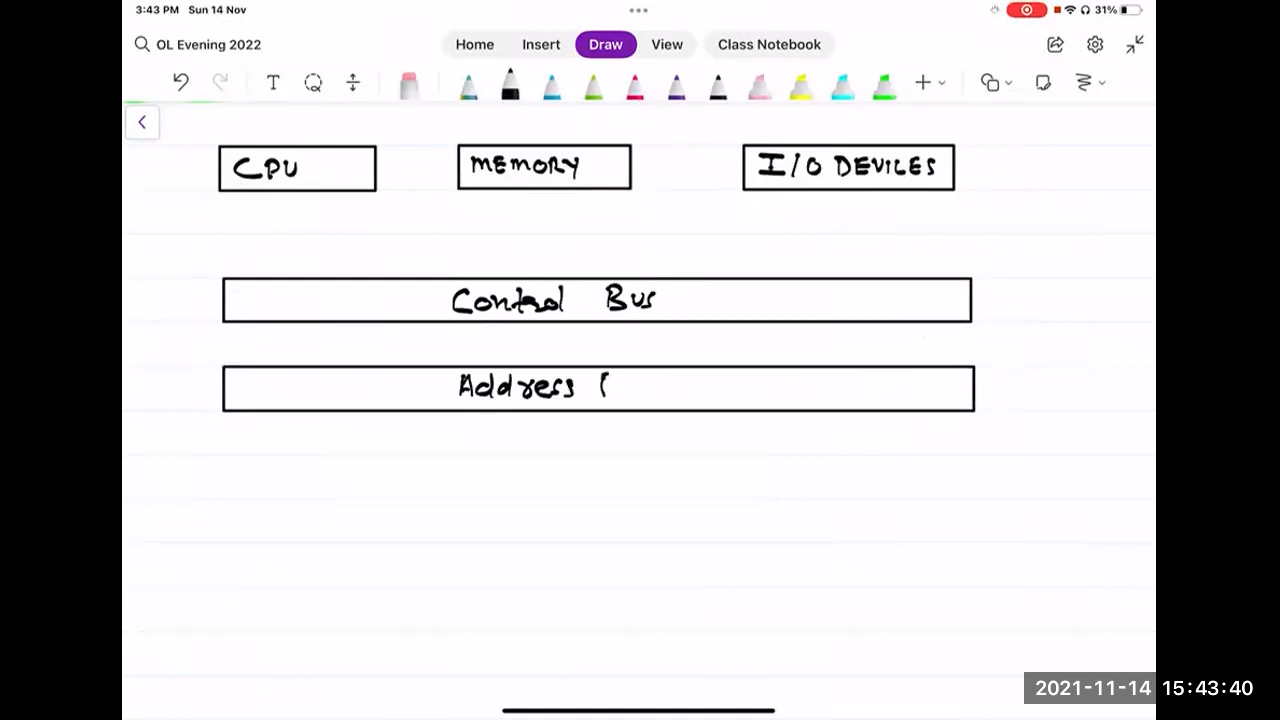 3:43 PM Sun 14 Nov
31%
OL Evening 2022
Home Insert Draw View Class Notebook
T
CPU MEMORY I/O DEVICES
Control Bus
Address
2021-11-14 15:43:40